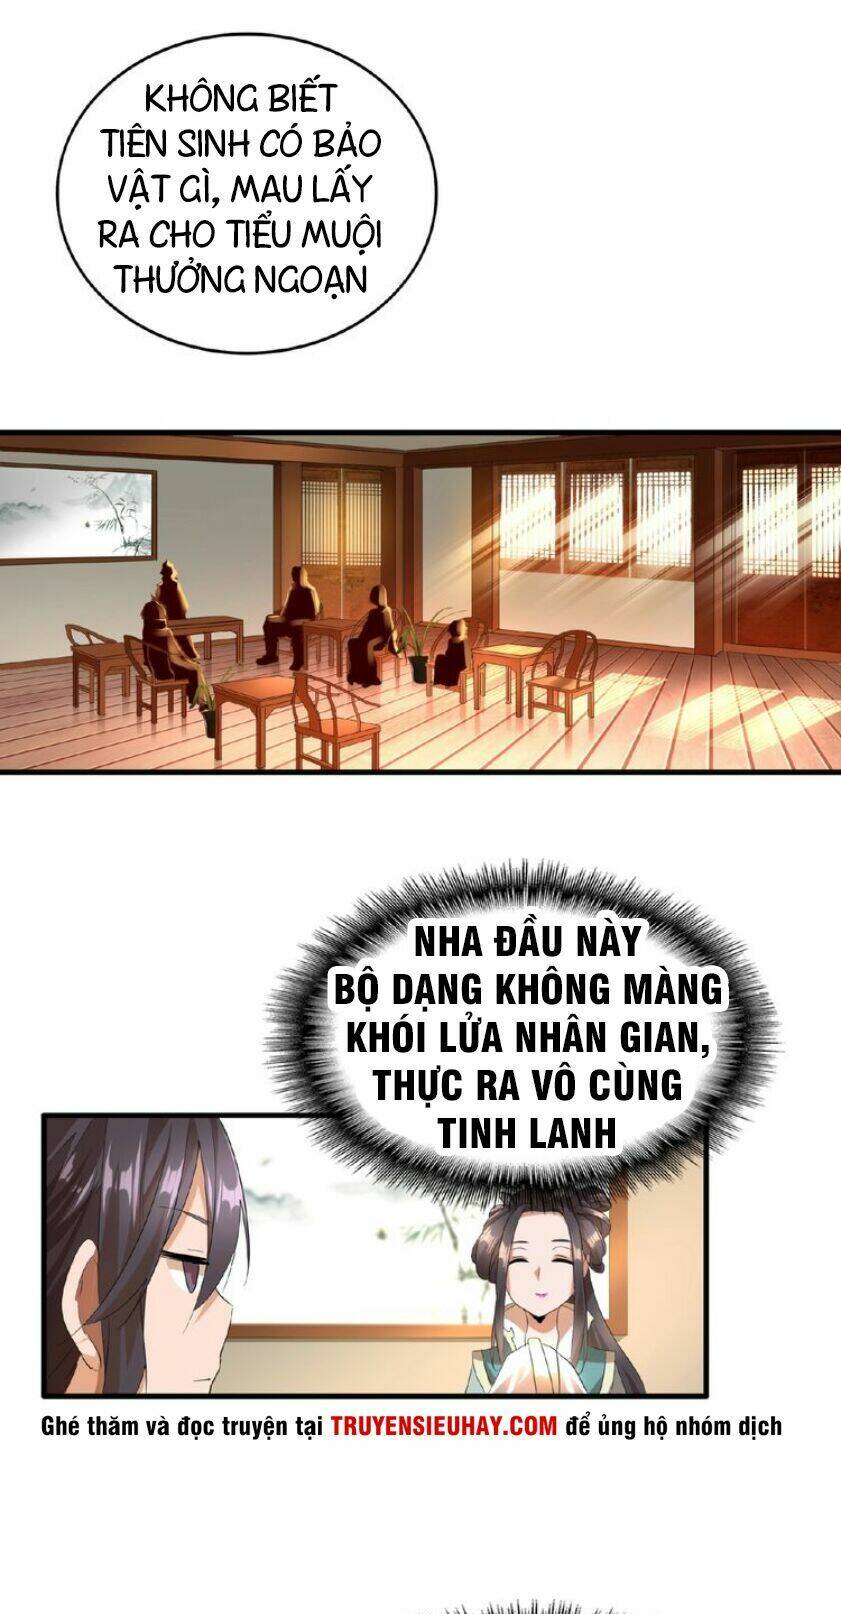 KHÔNG BIẾT
TIÊN SINH CÓ BẢO
VẬT GÌ, MAU LẤY
RA CHO TIỂU MUỘI
THƯỞNG NGOẠN
NHA ĐẦU NÀY
BỘ DẠNG KHÔNG MÀNG
KHÓI LỬA NHÂN GIAN,
THỰC RA VÔ CÙNG
TINH LANH
Ghé thăm và đọc truyện tại TRUYENSIEUHAY.COM để ủng hộ nhóm dịch